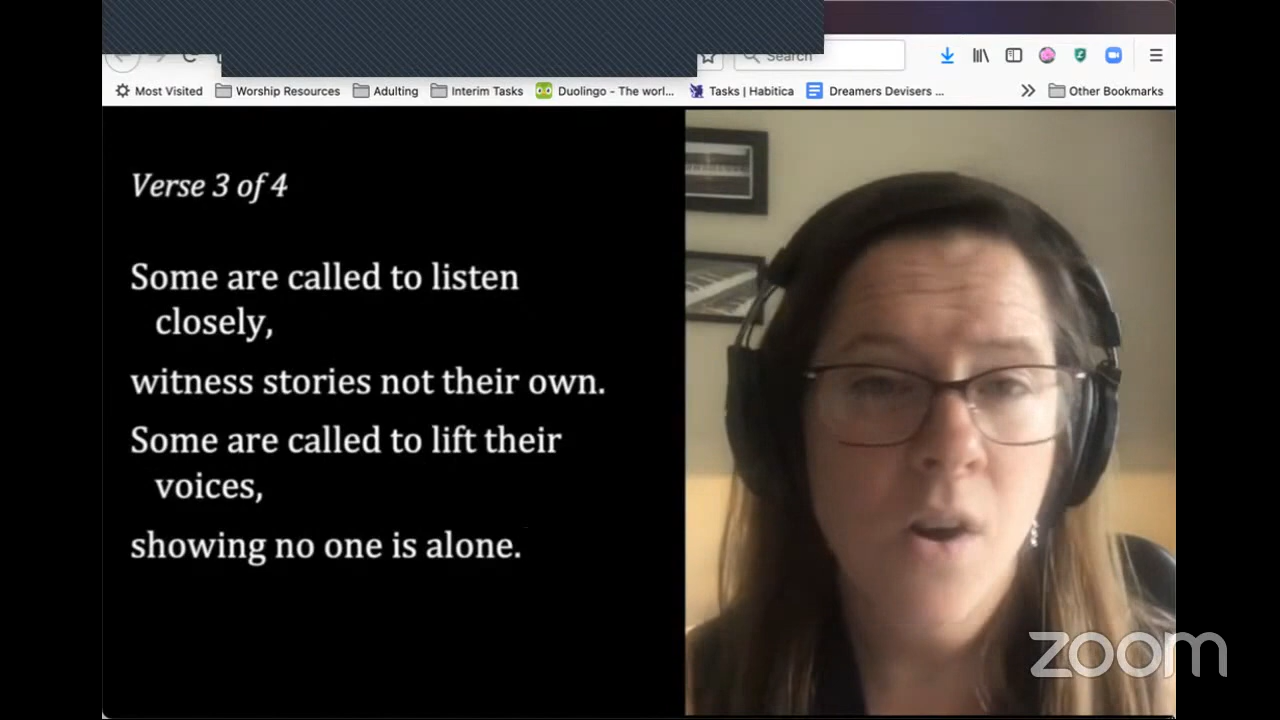 Search
Most Visited Worship Resources Adulting Interim Tasks Duolingo - The worl... Tasks | Habitica Dreamers Devisers ... Other Bookmarks
Verse 3 of 4
Some are called to listen
closely,
witness stories not their own.
Some are called to lift their
voices,
showing no one is alone.
zoom